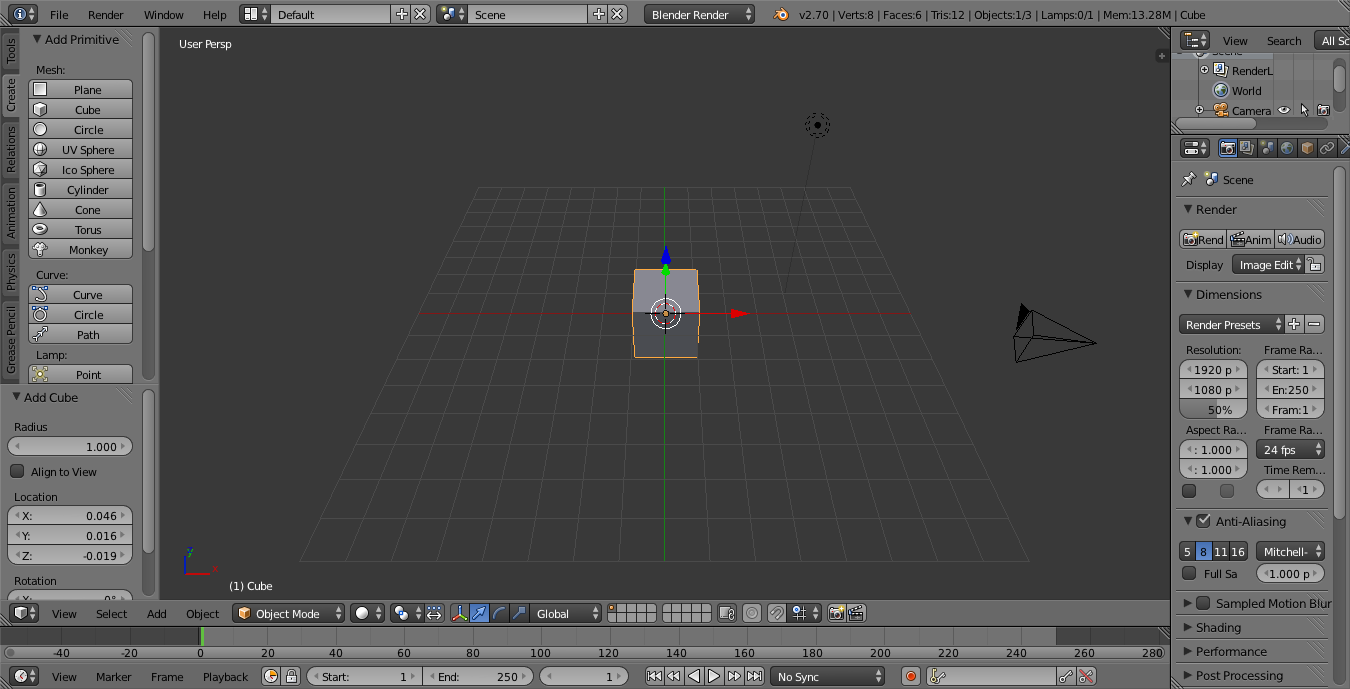 File Render Window Help Default Scene Blender Render v2.70 | Verts:8 | Faces:6 | Tris:12 | Objects:1/3 | Lamps:0/1 | Mem:13.28M | Cube
Tools
Create
Relations
Animation
Physics
Grease Pencil
Add Primitive
Mesh:
Plane
Cube
Circle
UV Sphere
Ico Sphere
Cylinder
Cone
Torus
Monkey
Curve:
Curve
Circle
Path
Lamp:
Point
Add Cube
Radius
1.000
Align to View
Location
X: 0.046
Y: 0.016
Z: -0.019
Rotation
User Persp
(1) Cube
View Select Add Object Object Mode Global
-40 -20 0 20 40 60 80 100 120 140 160 180 200 220 240 260 280
View Marker Frame Playback Start: 1 End: 250 1 No Sync
View Search All Sc
RenderL
World
Camera
Scene
Render
Rend Anim Audio
Display Image Edit
Dimensions
Render Presets
Resolution: Frame Ra...
1920 p Start: 1
1080 p En:250
50% Fram:1
Aspect Ra... Frame Ra...
: 1.000 24 fps
: 1.000 Time Rem...
1
Anti-Aliasing
5 8 11 16 Mitchell-
Full Sa 1.000 p
Sampled Motion Blur
Shading
Performance
Post Processing